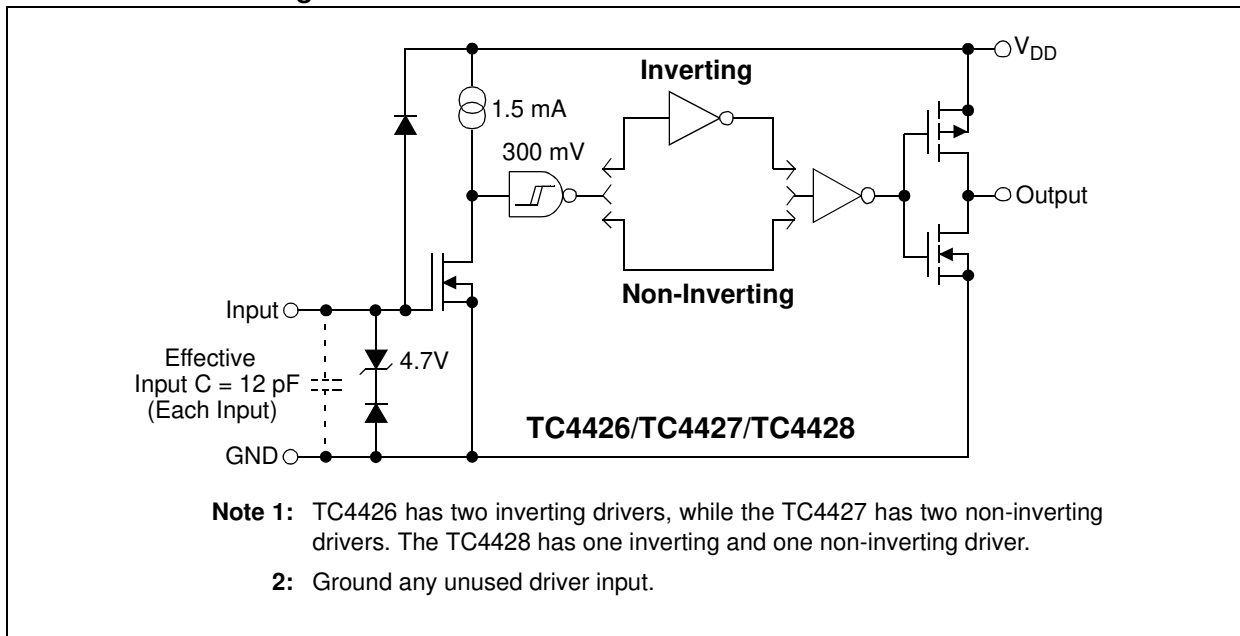 V_DD
Inverting
1.5 mA
300 mV
Output
Non-Inverting
Input
4.7V
Effective
Input C = 12 pF
(Each Input)
TC4426/TC4427/TC4428
GND
Note 1: TC4426 has two inverting drivers, while the TC4427 has two non-inverting
drivers. The TC4428 has one inverting and one non-inverting driver.
2: Ground any unused driver input.